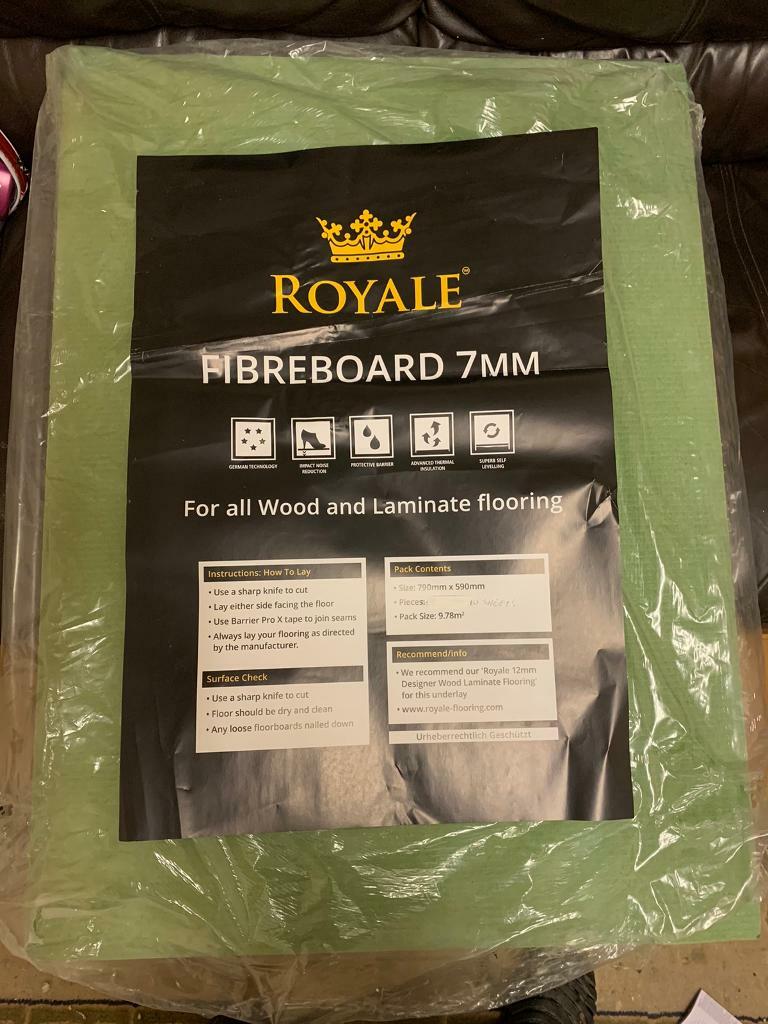 ROYALE™
FIBREBOARD 7MM
GERMAN TECHNOLOGY
IMPACT NOISE
REDUCTION
PROTECTIVE BARRIER
ADVANCED THERMAL
INSULATION
SUPERB SELF
LEVELLING
For all Wood and Laminate flooring
Instructions: How To Lay
• Use a sharp knife to cut
• Lay either side facing the floor
• Use Barrier Pro X tape to join seams
• Always lay your flooring as directed
by the manufacturer.
Surface Check
• Use a sharp knife to cut
• Floor should be dry and clean
• Any loose floorboards nailed down
Pack Contents
• Size: 790mm x 590mm
• Pieces:
• Pack Size: 9.78m²
Recommend/info
• We recommend our 'Royale 12mm
Designer Wood Laminate Flooring'
for this underlay
• www.royale-flooring.com
Urheberrechtlich Geschützt